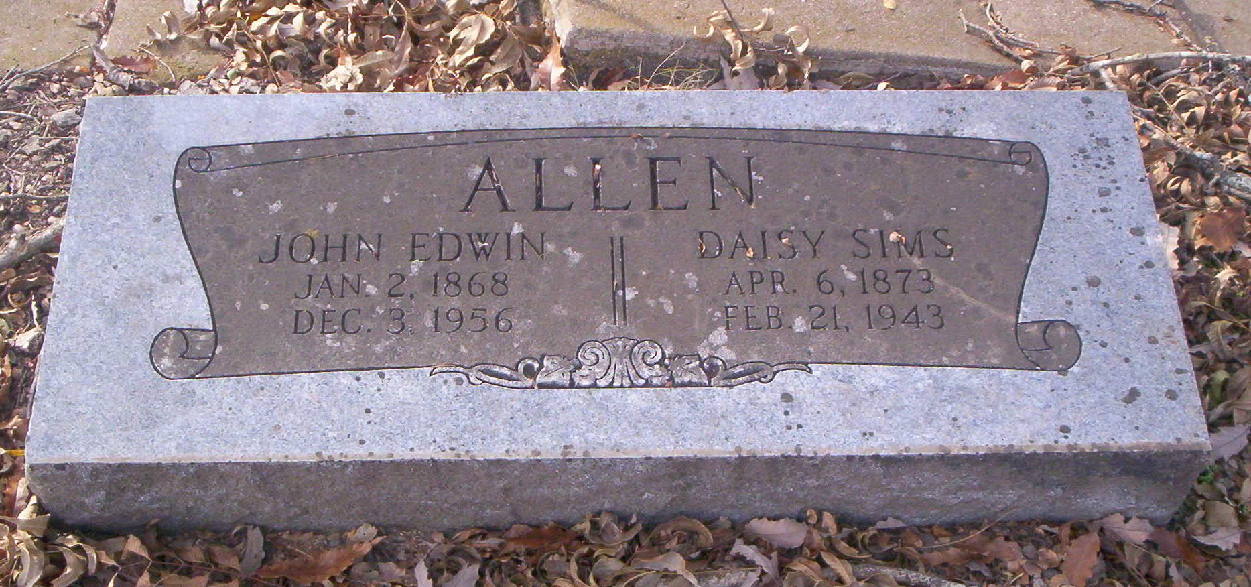 ALLEN
JOHN EDWIN
JAN. 2, 1868
DEC. 3, 1956
DAISY SIMS
APR. 6, 1873
FEB. 21, 1943